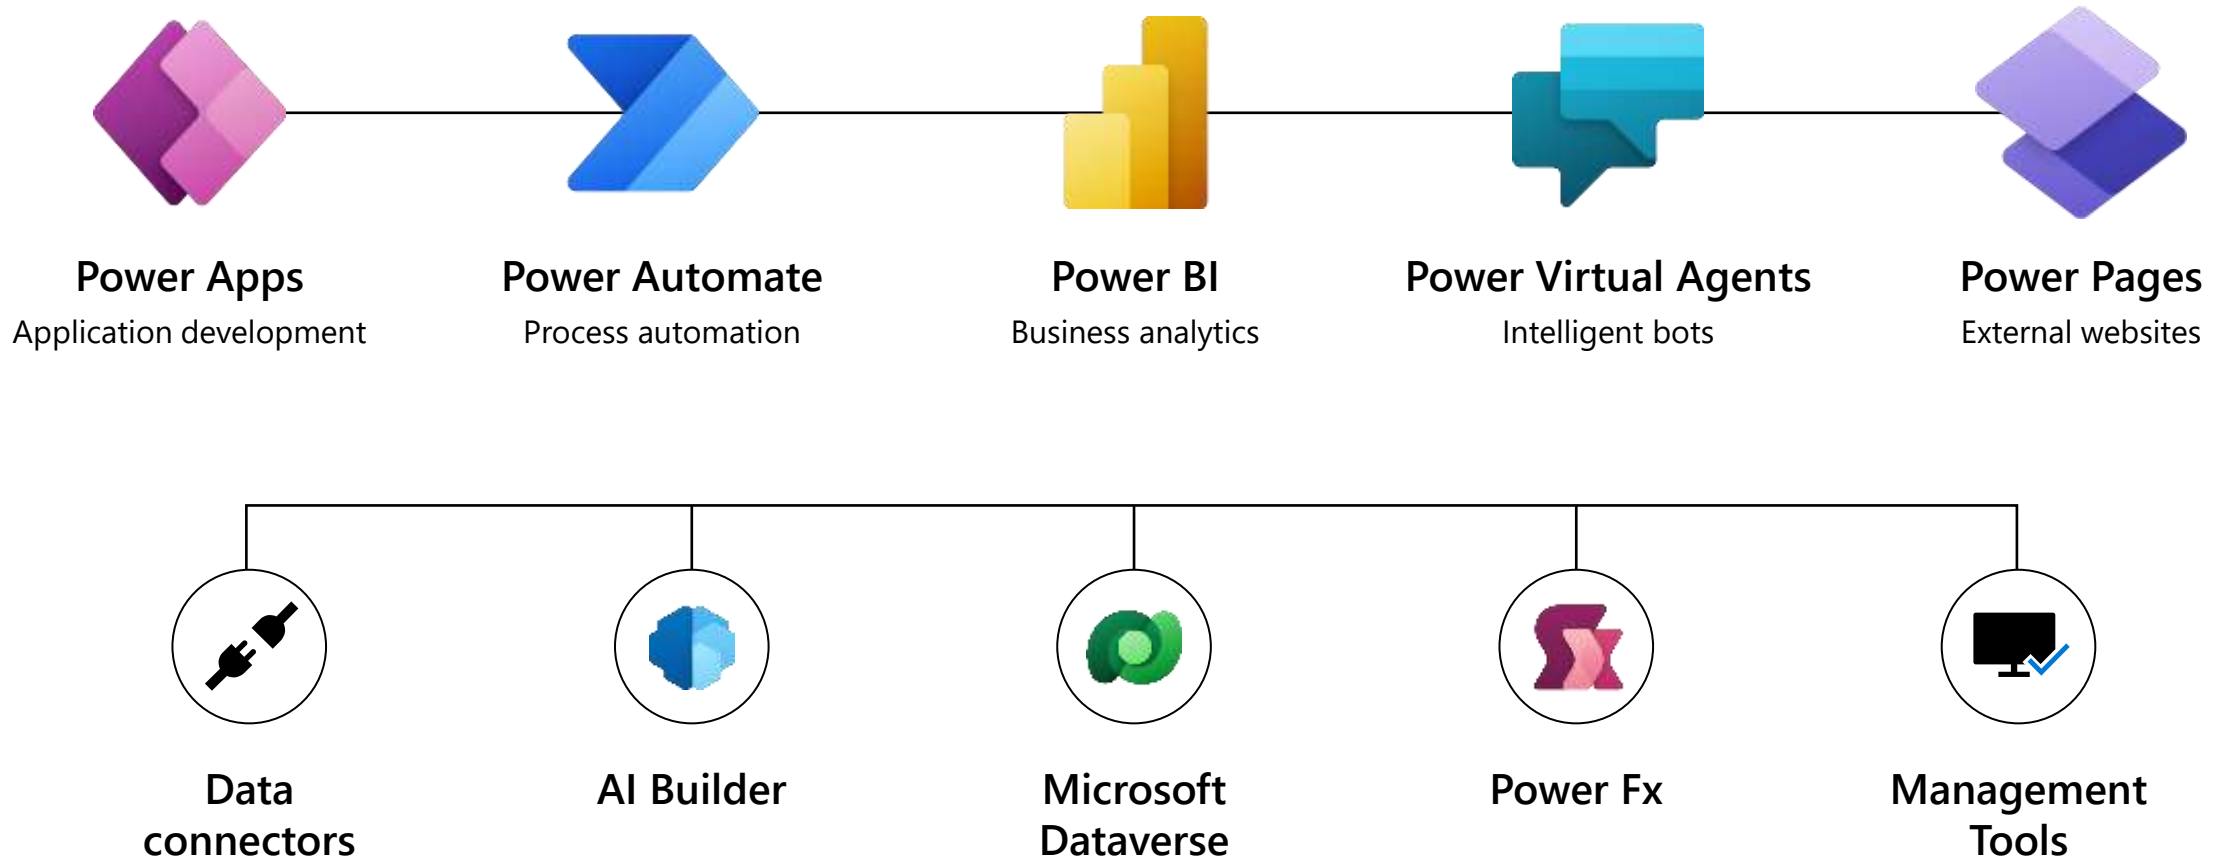 Power Apps
Application development
Power Automate
Process automation
Power BI
Business analytics
Power Virtual Agents
Intelligent bots
Power Pages
External websites
Data
connectors
AI Builder
Microsoft
Dataverse
Power Fx
Management
Tools